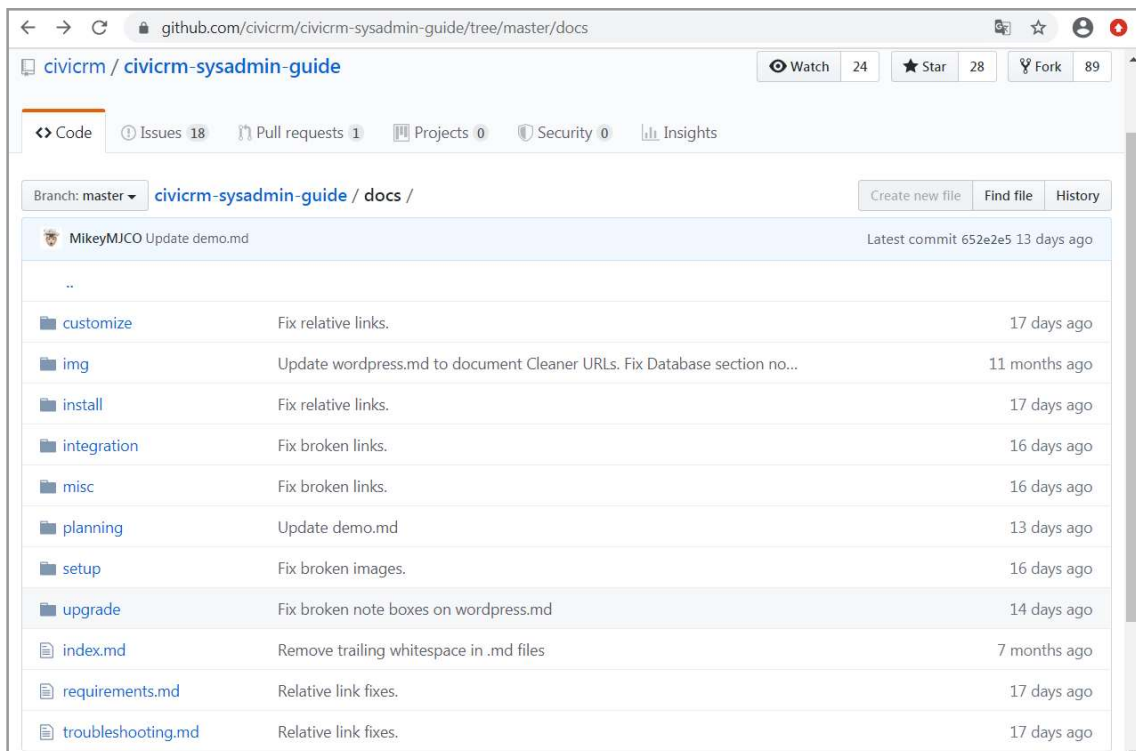 github.com/civicrm/civicrm-sysadmin-guide/tree/master/docs
civicrm / civicrm-sysadmin-guide Watch 24 Star 28 Fork 89
Code Issues 18 Pull requests 1 Projects 0 Security 0 Insights
Branch: master civicrm-sysadmin-guide / docs / Create new file Find file History
MikeyMJCO Update demo.md Latest commit 652e2e5 13 days ago
..
customize Fix relative links. 17 days ago
img Update wordpress.md to document Cleaner URLs. Fix Database section no... 11 months ago
install Fix relative links. 17 days ago
integration Fix broken links. 16 days ago
misc Fix broken links. 16 days ago
planning Update demo.md 13 days ago
setup Fix broken images. 16 days ago
upgrade Fix broken note boxes on wordpress.md 14 days ago
index.md Remove trailing whitespace in .md files 7 months ago
requirements.md Relative link fixes. 17 days ago
troubleshooting.md Relative link fixes. 17 days ago